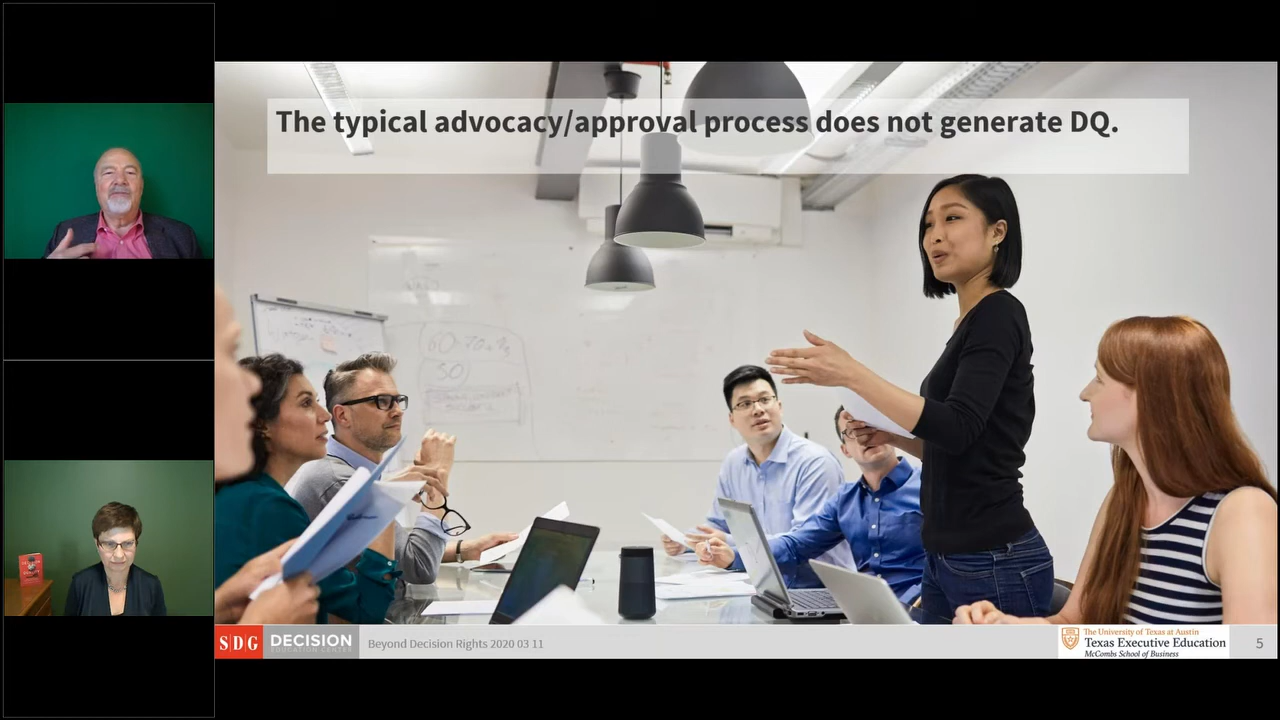 The typical advocacy/approval process does not generate DQ.
SDG DECISION
EDUCATION CENTER
Beyond Decision Rights 2020 03 11
The University of Texas at Austin
Texas Executive Education
McCombs School of Business
5